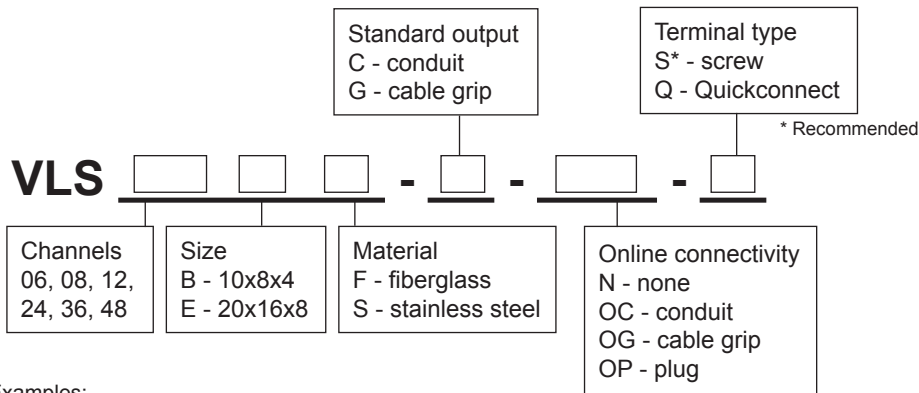 Standard output
C - conduit
G - cable grip
Terminal type
S* - screw
Q - Quickconnect
* Recommended
VLS - - -
Channels
06, 08, 12,
24, 36, 48
Size
B - 10x8x4
E - 20x16x8
Material
F - fiberglass
S - stainless steel
Online connectivity
N - none
OC - conduit
OG - cable grip
OP - plug
Examples: